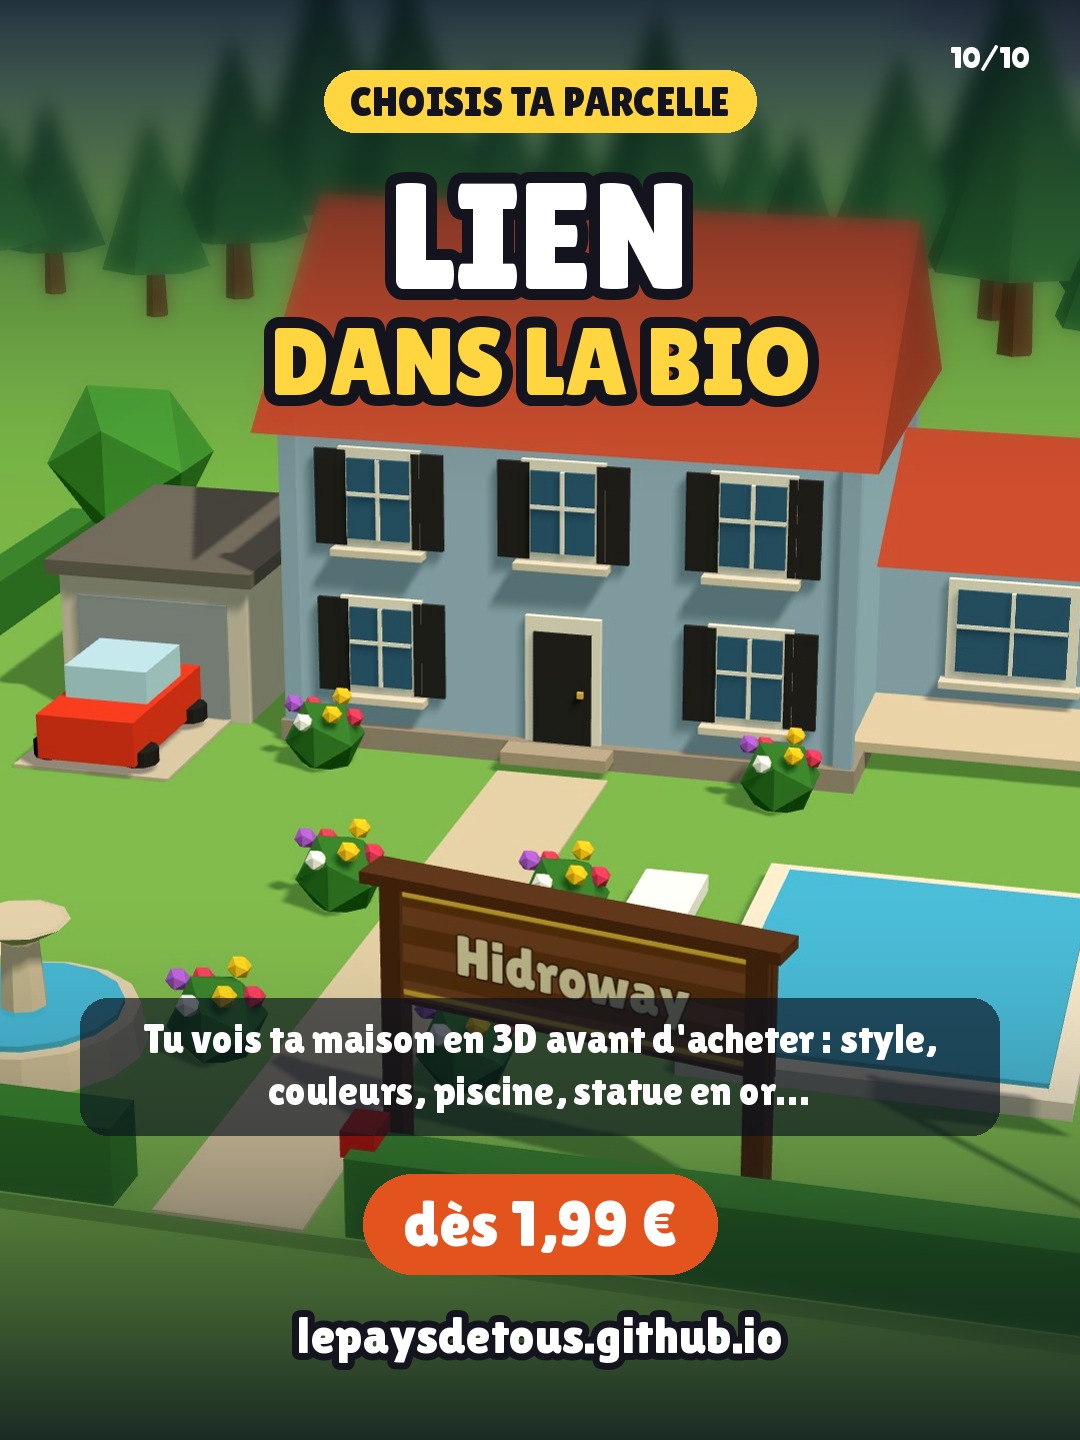 10/10
CHOISIS TA PARCELLE
LIEN
DANS LA BIO
Hidroway
Tu vois ta maison en 3D avant d'acheter : style,
couleurs, piscine, statue en or...
dès 1,99 €
lepaysdetous.github.io